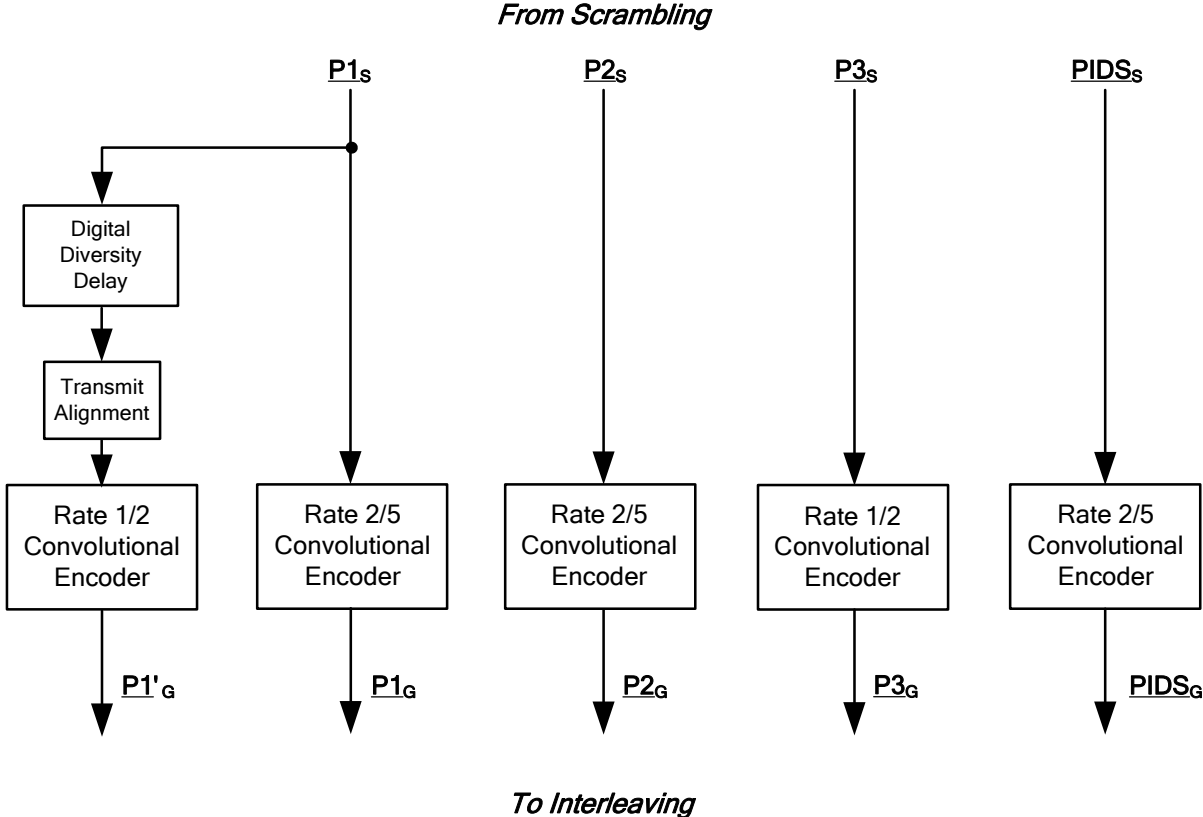 From Scrambling
P1S
P2S
P3S
PIDSS
Digital
Diversity
Delay
Transmit
Alignment
Rate 1/2
Convolutional
Encoder
Rate 2/5
Convolutional
Encoder
Rate 2/5
Convolutional
Encoder
Rate 1/2
Convolutional
Encoder
Rate 2/5
Convolutional
Encoder
P1'G
P1G
P2G
P3G
PIDSG
To Interleaving